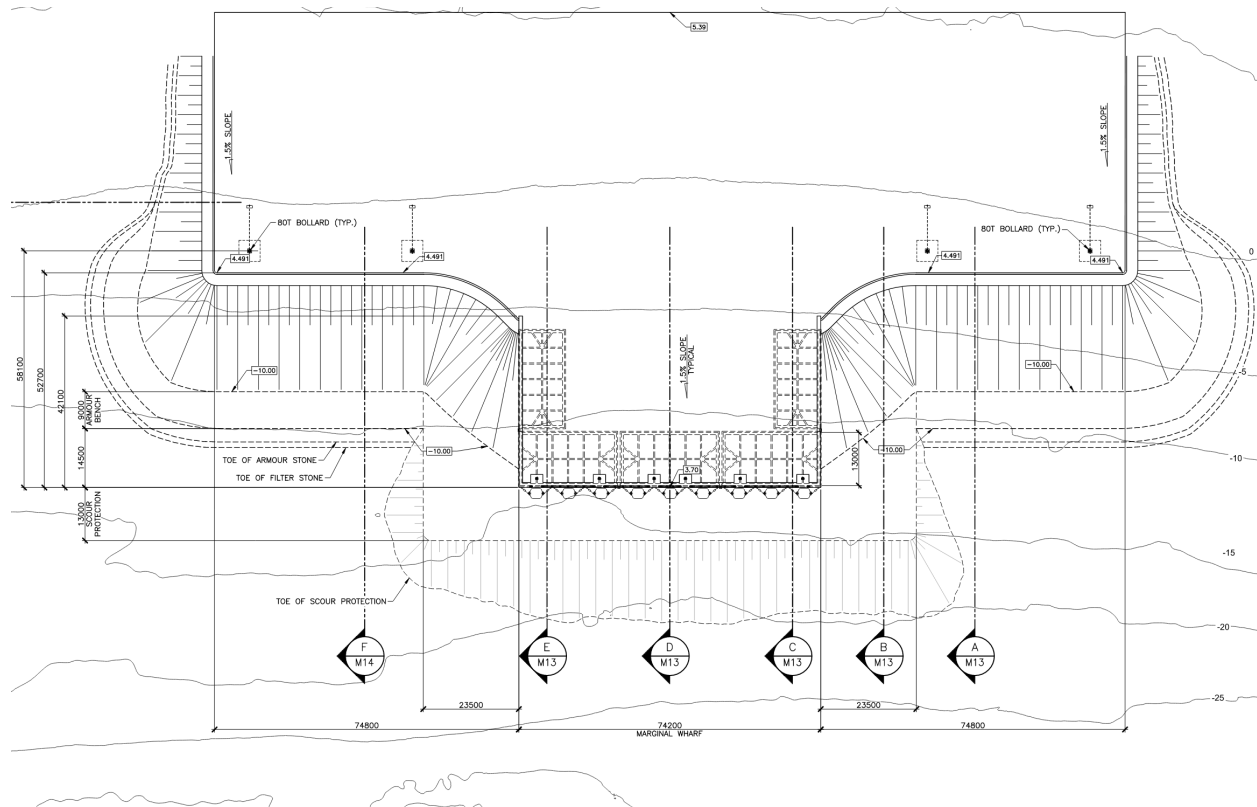 5.39
1.5% SLOPE
1.5% SLOPE
80T BOLLARD (TYP.)
80T BOLLARD (TYP.)
0
4.491
4.491
4.491
4.491
58100
52700
42100
1.5% SLOPE
TYPICAL
-10.00
-10.00
-5
9000
ARMOUR
BENCH
-10.00
-10.00
-10
TOE OF ARMOUR STONE
TOE OF FILTER STONE
14500
3.70
13000
13000
SCOUR
PROTECTION
-15
TOE OF SCOUR PROTECTION
-20
F
M14
E
M13
D
M13
C
M13
B
M13
A
M13
-25
23500
23500
74800
74200
74800
MARGINAL WHARF